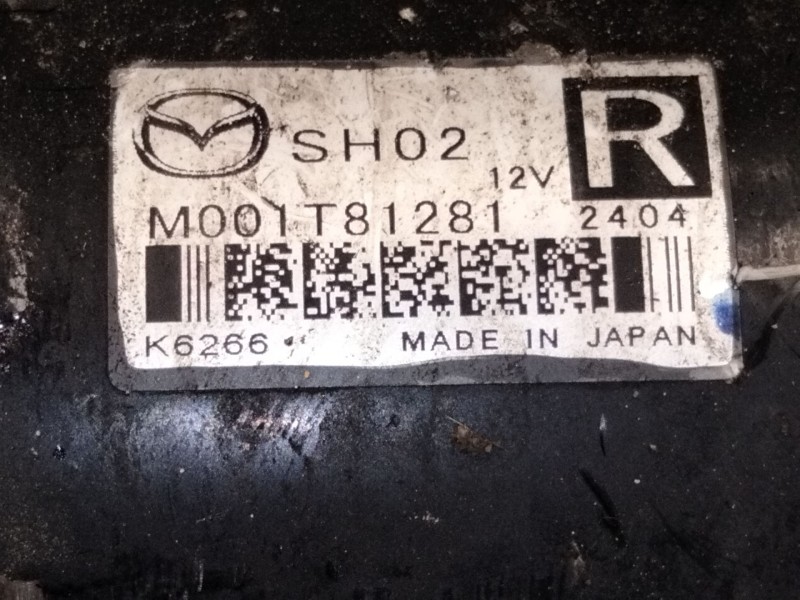 SH02 12V R
M001T81281 2404
K6266 MADE IN JAPAN